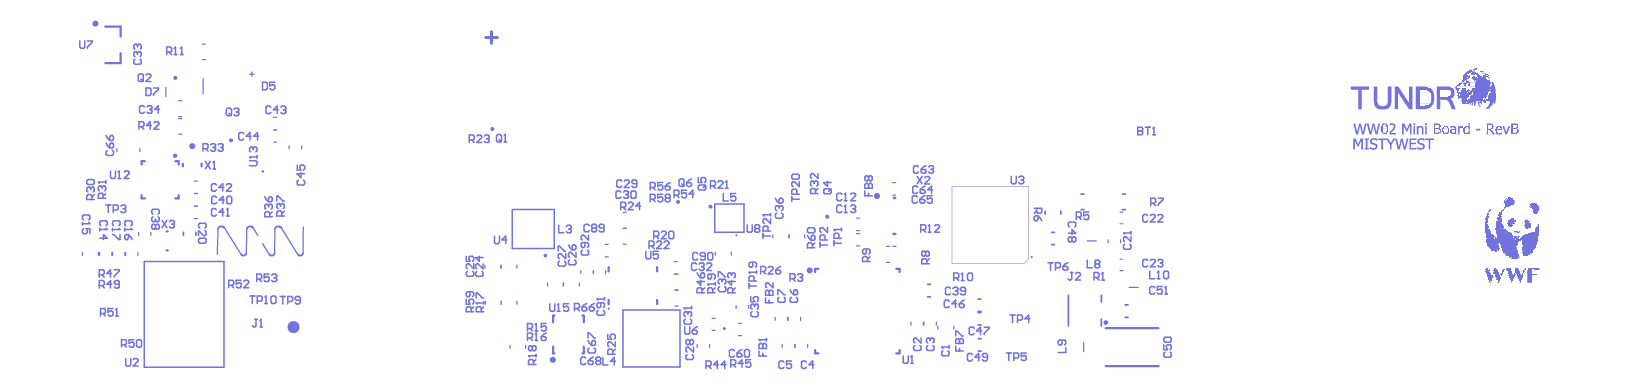 U7
C33
R11
Q2
D7
D5
C34
Q3
C43
R42
C44
C66
R33
U13
X1
U12
C45
R30
R31
C42
C40
C41
R36
R37
TP3
C15
C14
C17
C16
C38
X3
C20
R47
R49
R53
R52
TP10
TP9
R51
J1
R50
U2
R23
Q1
BT1
TUNDR
WW02 Mini Board - RevB
MISTYWEST
C29
C30
R24
R56
R58
Q6
R54
Q5
R21
L5
TP20
R32
Q4
C12
C13
FB8
C63
X2
C64
C65
U3
R7
C22
R6
R5
C48
C21
U4
L3
C89
C92
C27
C26
R20
R22
U5
U8
TP21
C36
R60
TP2
TP1
R9
R12
R8
C25
C24
C90
C32
R46
R19
C37
R43
TP19
R26
FB2
R3
C7
C6
R10
C39
C46
TP6
L8
J2
R1
C23
L10
C51
R59
R17
U15
R66
C91
C31
U6
C35
TP4
R15
R16
R18
C67
C68
L4
R25
C28
C60
R44
R45
FB1
C5
C4
U1
C2
C3
C1
FB7
C47
C49
TP5
L9
C50
WWF